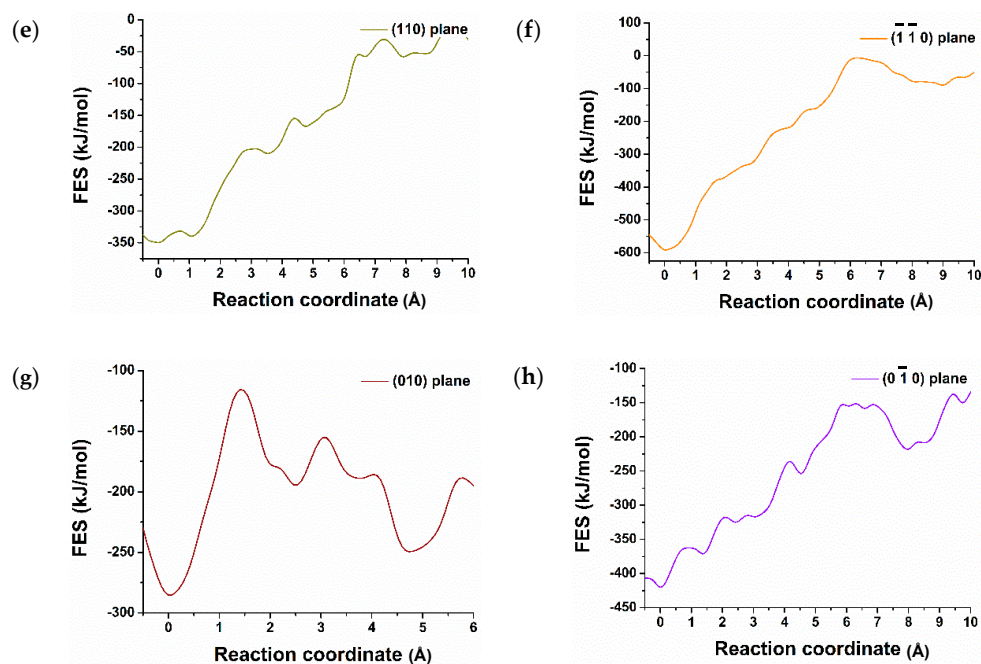 (e)
(110) plane
0
-50
-100
-150
-200
-250
-300
-350
FES (kJ/mol)
0 1 2 3 4 5 6 7 8 9 10
Reaction coordinate (Å)
(f)
(1̅ 1̅ 0) plane
100
0
-100
-200
-300
-400
-500
-600
FES (kJ/mol)
0 1 2 3 4 5 6 7 8 9 10
Reaction coordinate (Å)
(g)
(010) plane
-100
-150
-200
-250
-300
FES (kJ/mol)
0 1 2 3 4 5 6
Reaction coordinate (Å)
(h)
(0 1̅ 0) plane
-100
-150
-200
-250
-300
-350
-400
-450
FES (kJ/mol)
0 1 2 3 4 5 6 7 8 9 10
Reaction coordinate (Å)